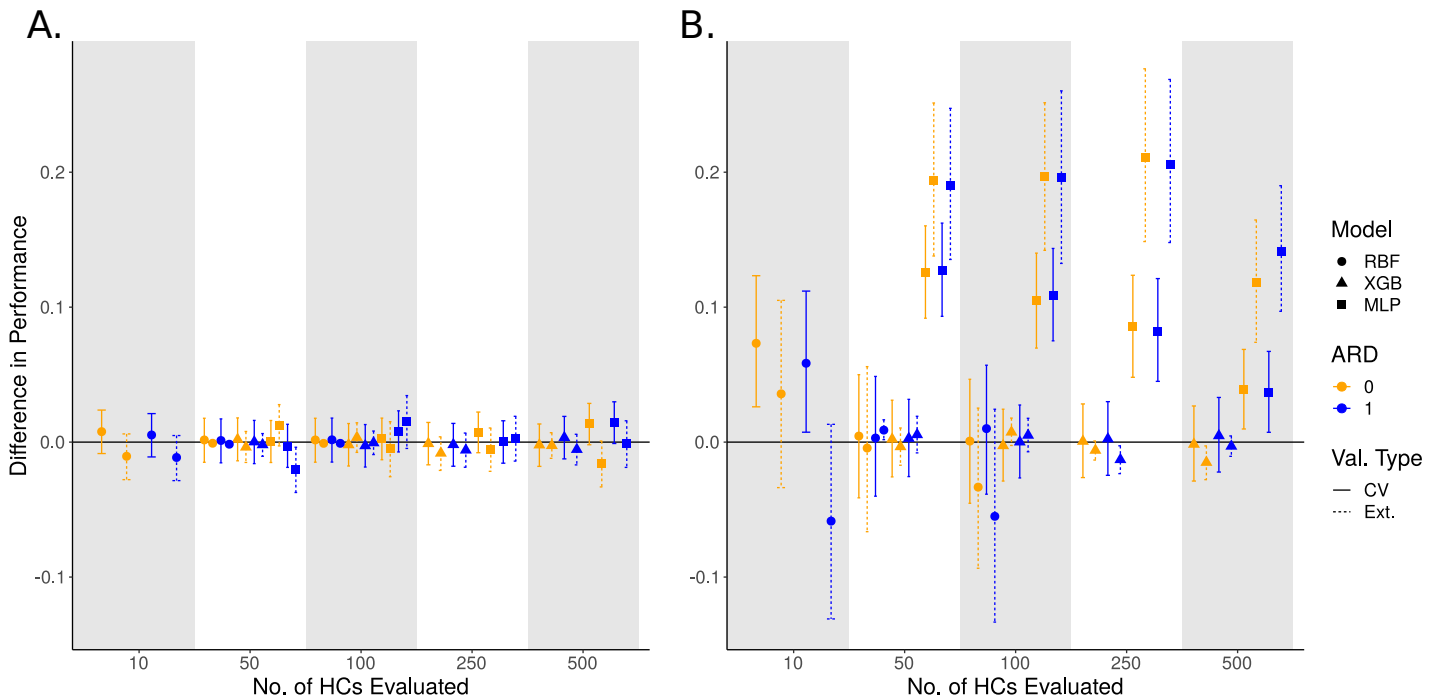 A.
B.
Difference in Performance
0.2
0.1
0.0
-0.1
10 50 100 250 500
No. of HCs Evaluated
0.2
0.1
0.0
-0.1
10 50 100 250 500
No. of HCs Evaluated
Model
RBF
XGB
MLP
ARD
0
1
Val. Type
CV
Ext.